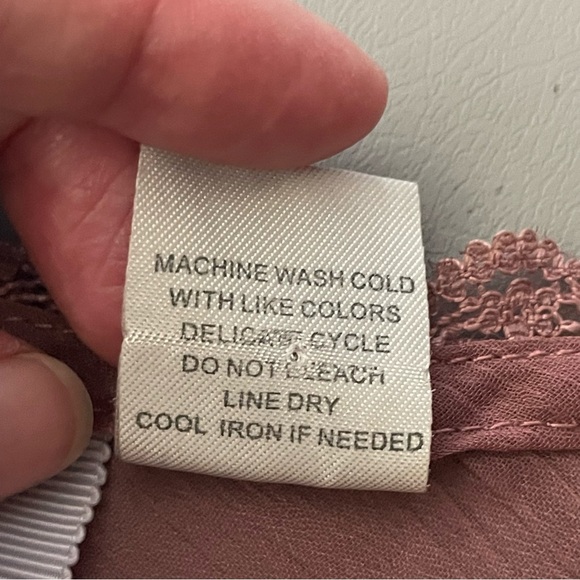 MACHINE WASH COLD
WITH LIKE COLORS
DELICATE CYCLE
DO NOT BLEACH
LINE DRY
COOL IRON IF NEEDED